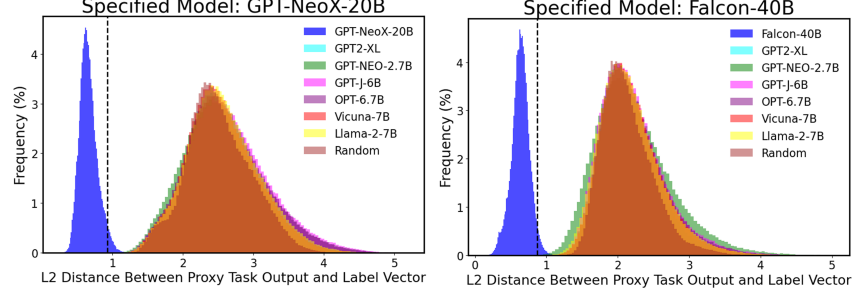 Specified Model: GPT-NeoX-20B
Frequency (%)
4
3
2
1
0
1
2
3
4
5
L2 Distance Between Proxy Task Output and Label Vector
GPT-NeoX-20B
GPT2-XL
GPT-NEO-2.7B
GPT-J-6B
OPT-6.7B
Vicuna-7B
Llama-2-7B
Random
Specified Model: Falcon-40B
Frequency (%)
4
3
2
1
0
0
1
2
3
4
5
L2 Distance Between Proxy Task Output and Label Vector
Falcon-40B
GPT2-XL
GPT-NEO-2.7B
GPT-J-6B
OPT-6.7B
Vicuna-7B
Llama-2-7B
Random